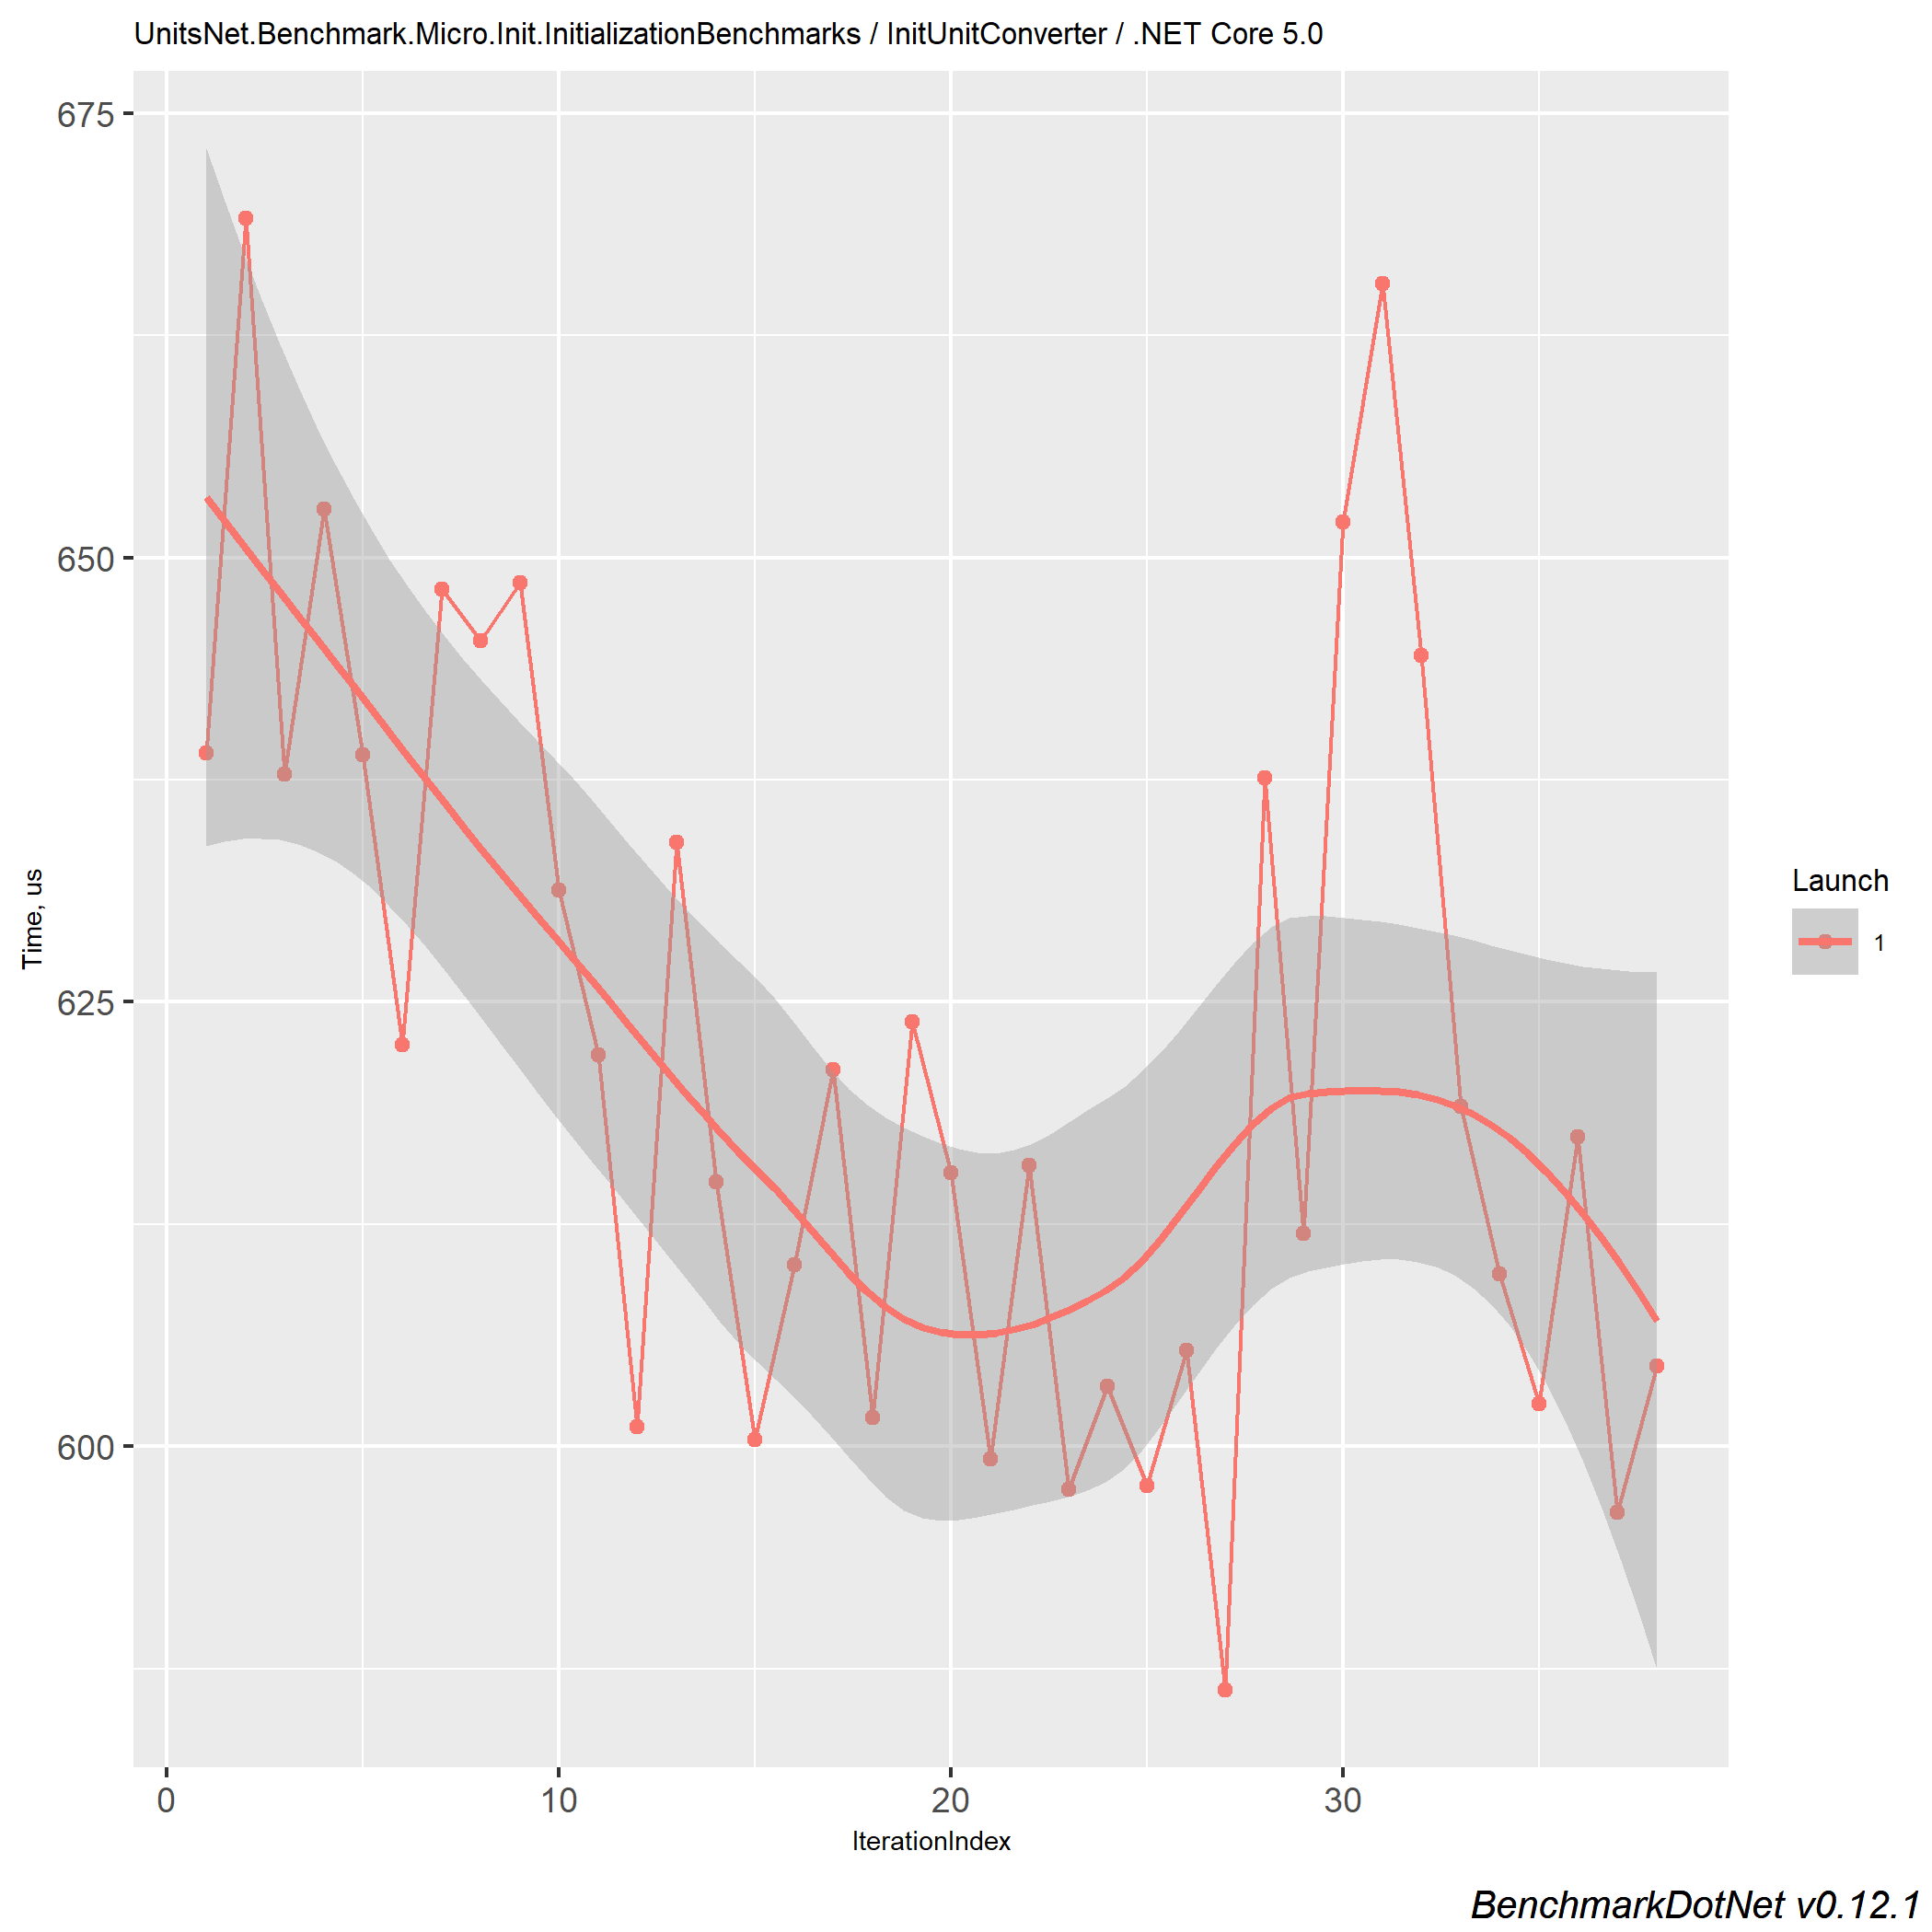 UnitsNet.Benchmark.Micro.Init.InitializationBenchmarks / InitUnitConverter / .NET Core 5.0
675
650
625
600
Time, us
0 10 20 30
IterationIndex
Launch
1
BenchmarkDotNet v0.12.1